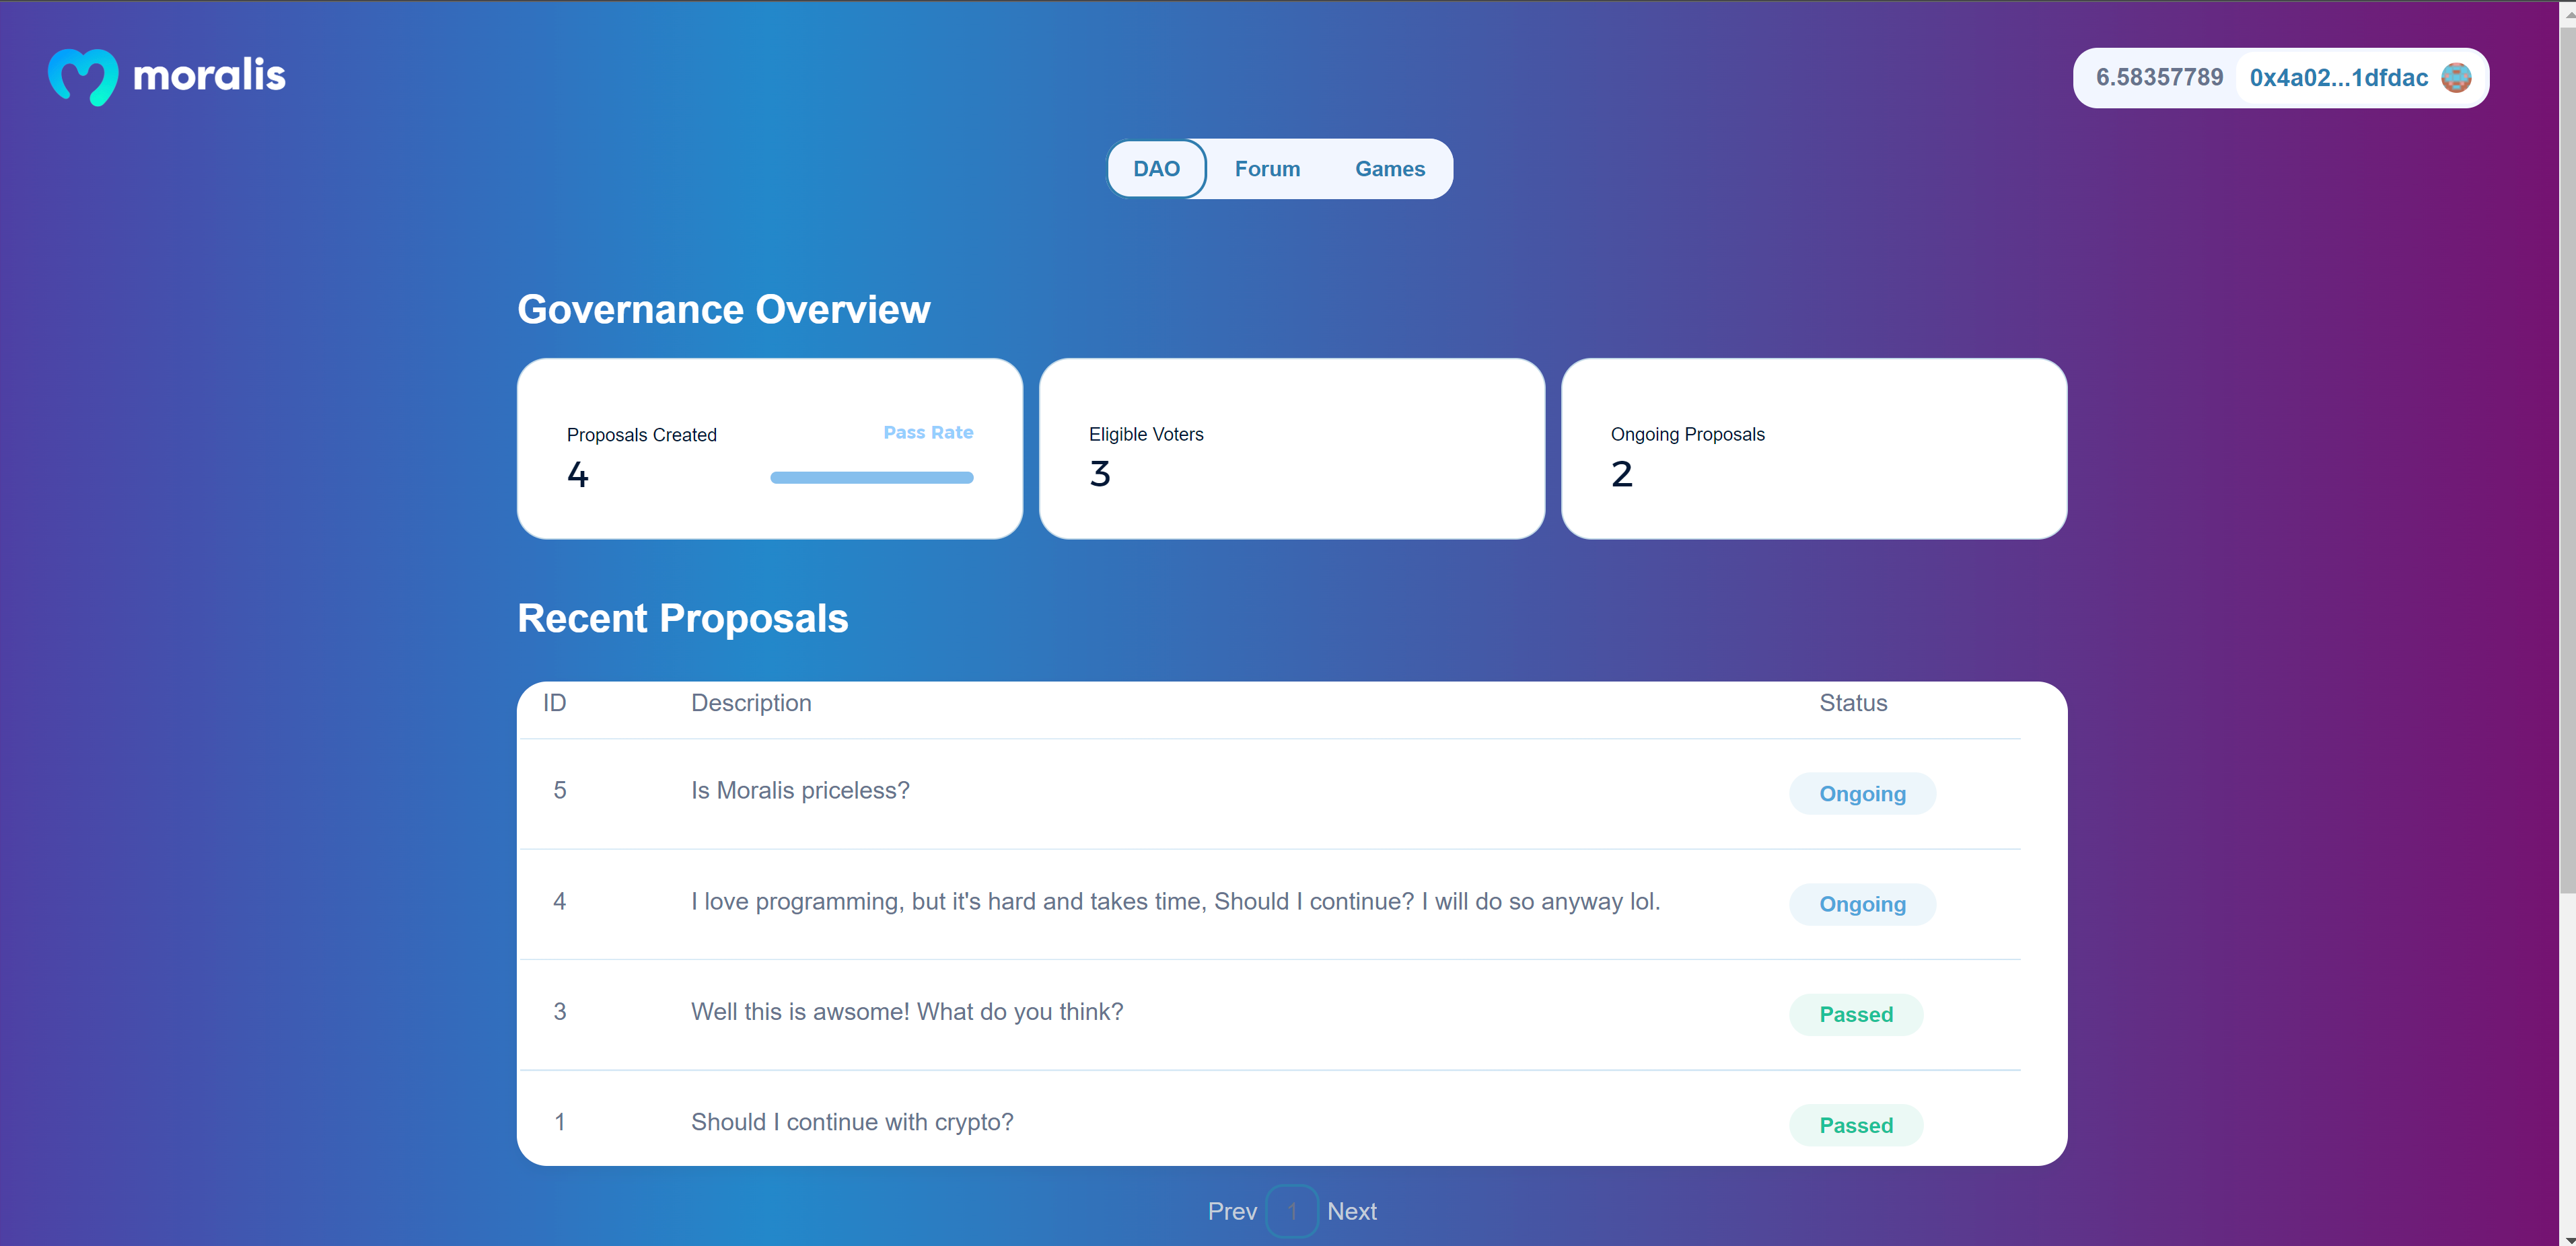 moralis
6.58357789 0x4a02...1dfdac
DAO Forum Games
Governance Overview
Proposals Created
4
Pass Rate
Eligible Voters
3
Ongoing Proposals
2
Recent Proposals
ID Description Status
5 Is Moralis priceless? Ongoing
4 I love programming, but it's hard and takes time, Should I continue? I will do so anyway lol. Ongoing
3 Well this is awsome! What do you think? Passed
1 Should I continue with crypto? Passed
Prev 1 Next